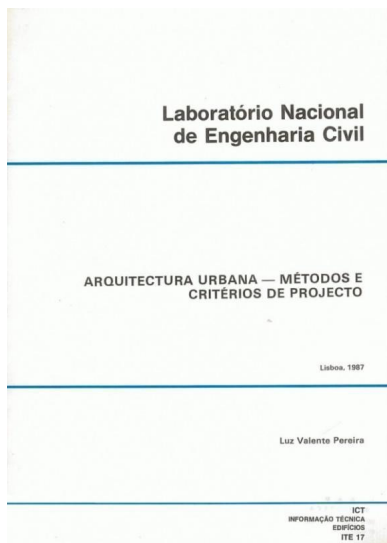 Laboratório Nacional
de Engenharia Civil
ARQUITECTURA URBANA — MÉTODOS E
CRITÉRIOS DE PROJECTO
Lisboa, 1987
Luz Valente Pereira
ICT
INFORMAÇÃO TÉCNICA
EDIFÍCIOS
ITE 17